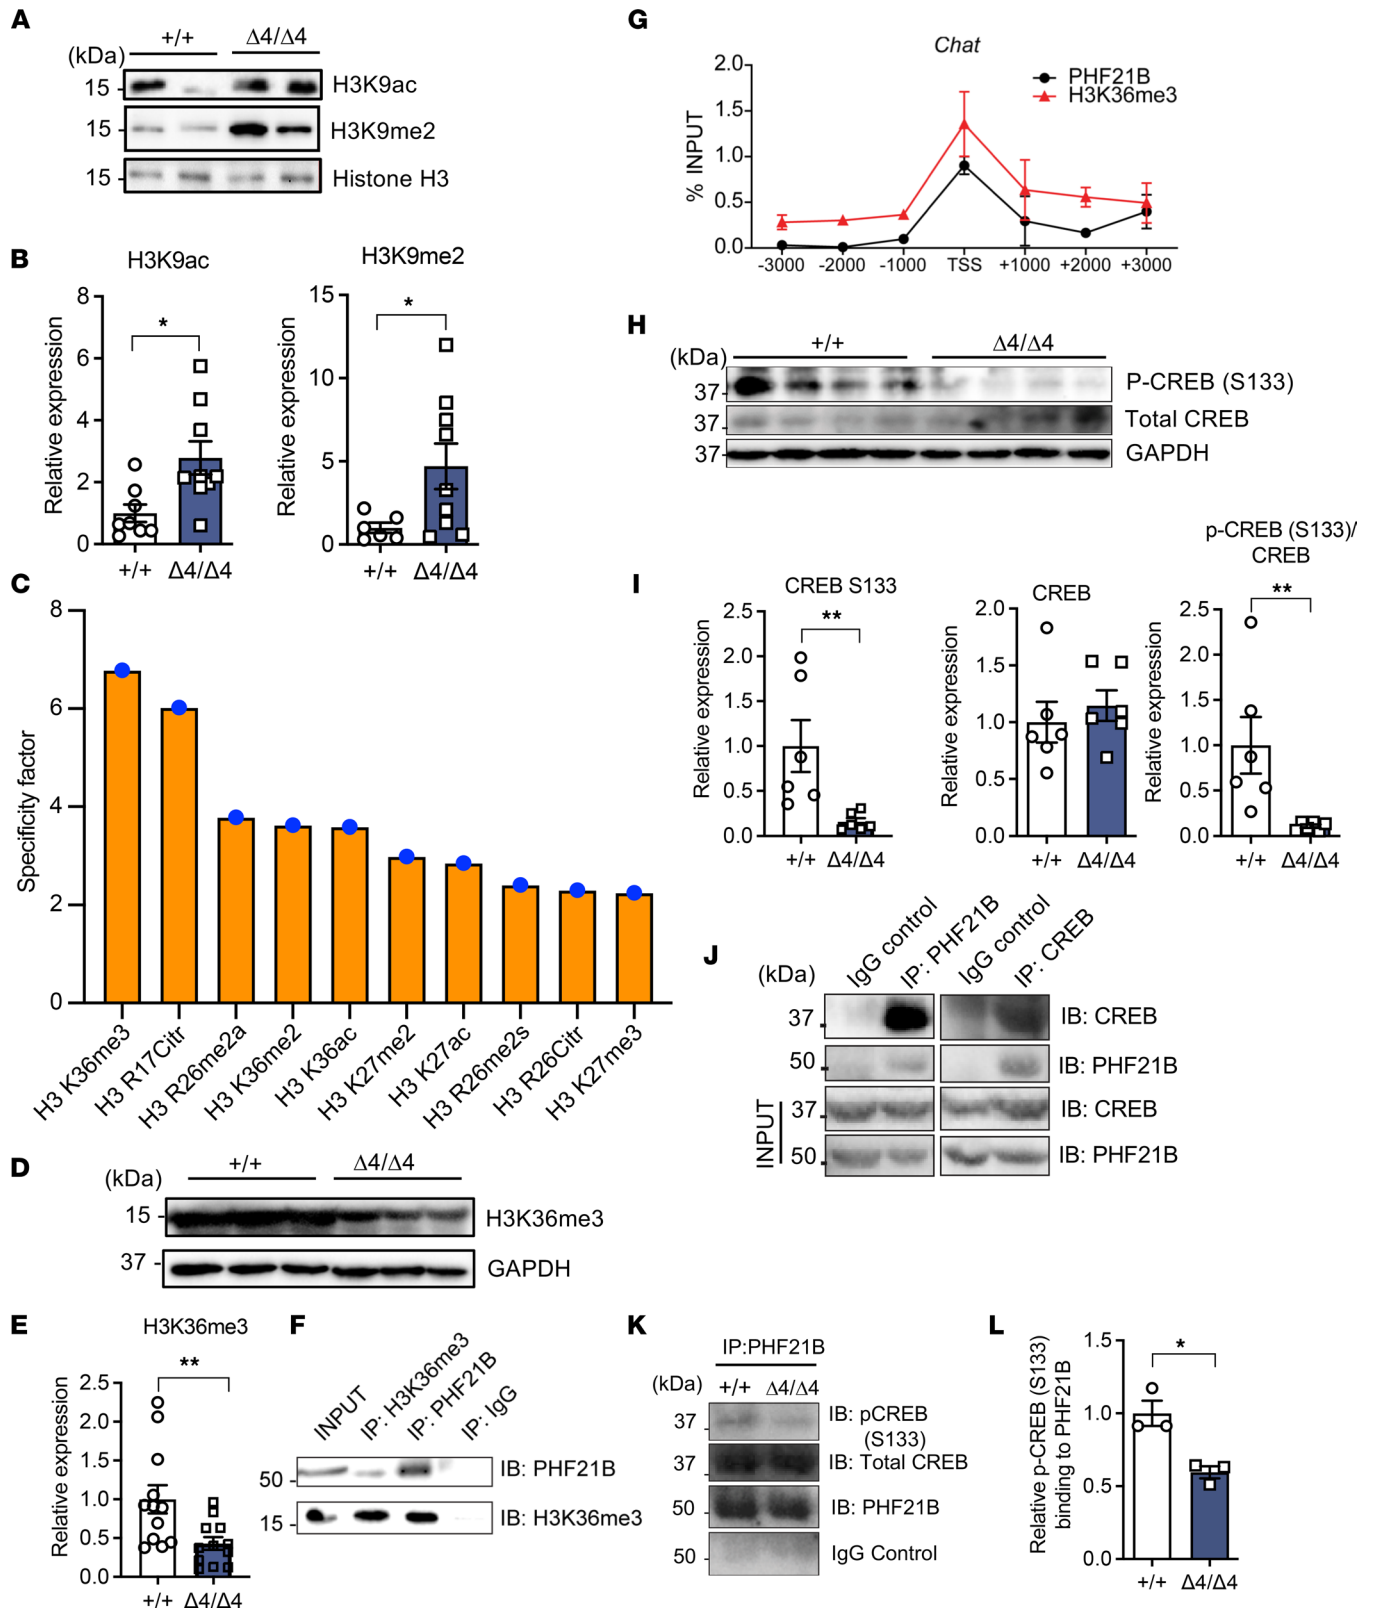 A
+/+ Δ4/Δ4
(kDa)
15 H3K9ac
15 H3K9me2
15 Histone H3
B
H3K9ac
Relative expression
8
6
4
2
0
*
+/+ Δ4/Δ4
H3K9me2
Relative expression
15
10
5
0
*
+/+ Δ4/Δ4
C
Specificity factor
8
6
4
2
0
H3 K36me3
H3 R17Citr
H3 R26me2a
H3 K36me2
H3 K36ac
H3 K27me2
H3 K27ac
H3 R26me2s
H3 R26Citr
H3 K27me3
D
+/+ Δ4/Δ4
(kDa)
15 H3K36me3
37 GAPDH
E
H3K36me3
Relative expression
2.5
2.0
1.5
1.0
0.5
0.0
**
+/+ Δ4/Δ4
F
INPUT
IP: H3K36me3
IP: PHF21B
IP: IgG
50 IB: PHF21B
15 IB: H3K36me3
G
Chat
% INPUT
2.0
1.5
1.0
0.5
0.0
PHF21B
H3K36me3
-3000 -2000 -1000 TSS +1000 +2000 +3000
H
+/+ Δ4/Δ4
(kDa)
37 P-CREB (S133)
37 Total CREB
37 GAPDH
I
CREB S133
Relative expression
2.5
2.0
1.5
1.0
0.5
0.0
**
+/+ Δ4/Δ4
CREB
Relative expression
2.0
1.5
1.0
0.5
0.0
+/+ Δ4/Δ4
p-CREB (S133)/
CREB
Relative expression
2.5
2.0
1.5
1.0
0.5
0.0
**
+/+ Δ4/Δ4
J
(kDa)
IgG control
IP: PHF21B
IgG control
IP: CREB
37 IB: CREB
50 IB: PHF21B
INPUT
37 IB: CREB
50 IB: PHF21B
K
IP:PHF21B
(kDa) +/+ Δ4/Δ4
37 IB: pCREB
(S133)
37 IB: Total CREB
50 IB: PHF21B
50 IgG Control
L
Relative p-CREB (S133)
binding to PHF21B
1.5
1.0
0.5
0.0
*
+/+ Δ4/Δ4